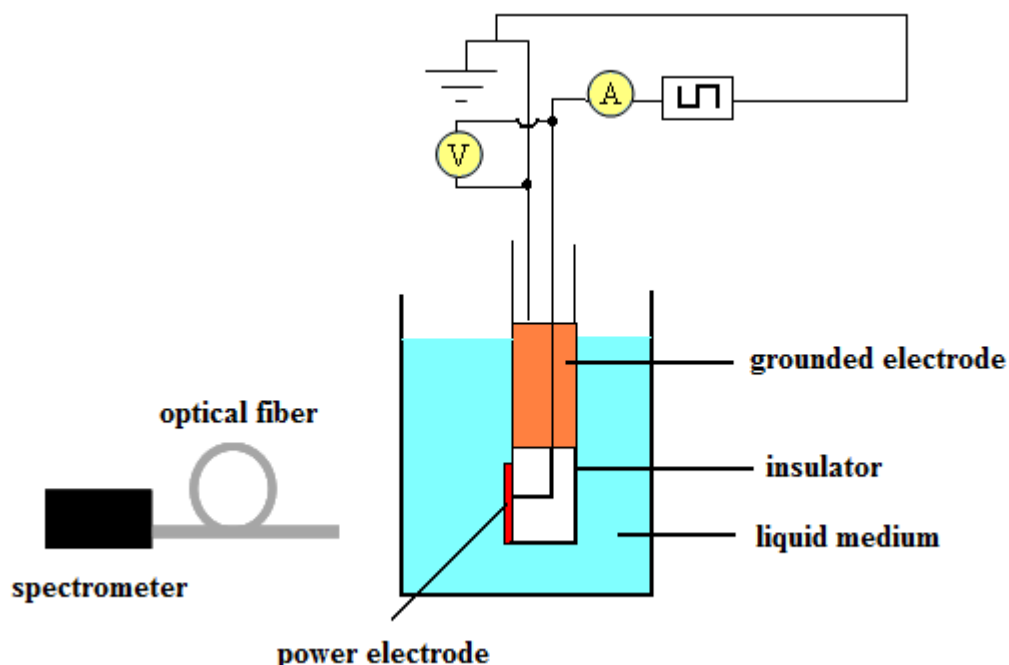 A
V
grounded electrode
optical fiber
insulator
liquid medium
spectrometer
power electrode